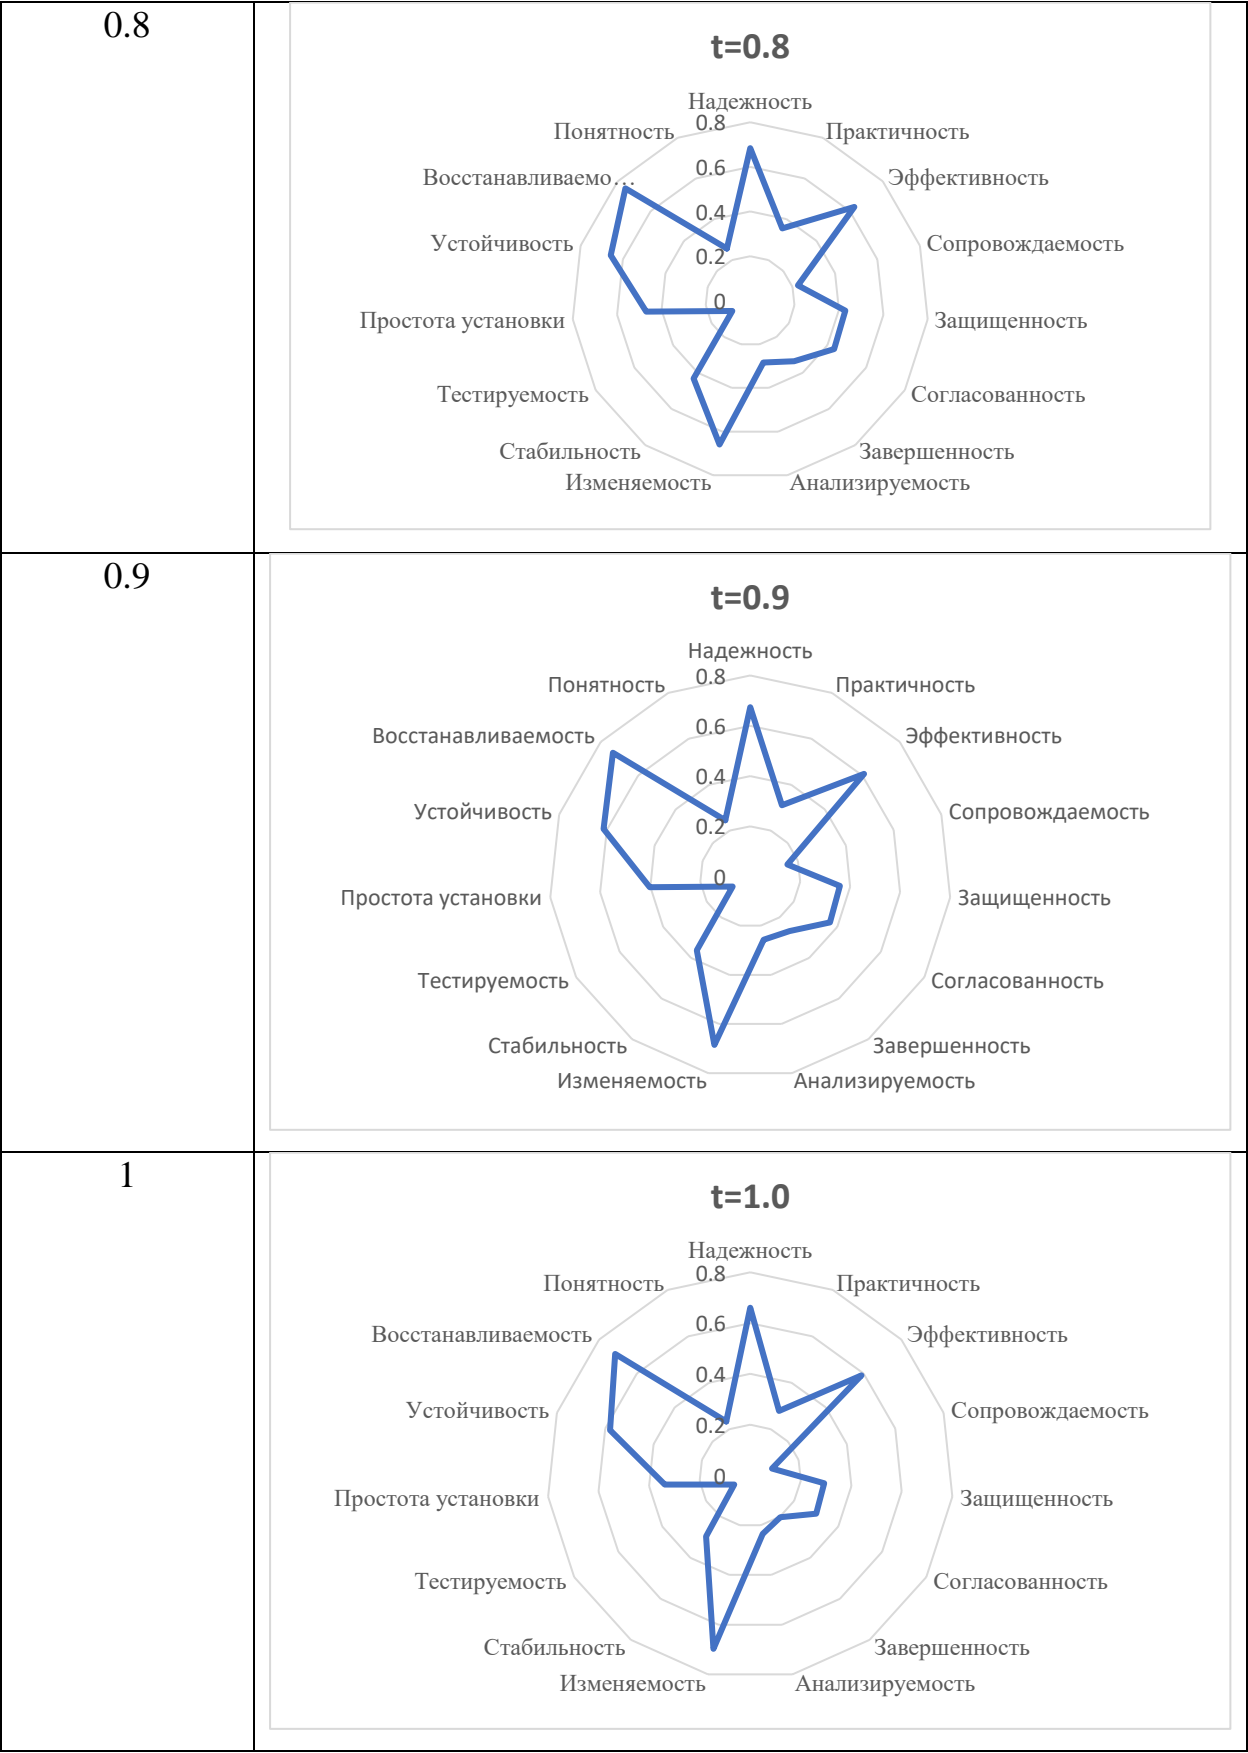 0.8
t=0.8
Надежность
Понятность
0.8
Практичность
Восстанавливаемо…
0.6
Эффективность
Устойчивость
0.4
Сопровождаемость
0.2
Простота установки
0
Защищенность
Тестируемость
Согласованность
Стабильность
Завершенность
Изменяемость
Анализируемость
0.9
t=0.9
Надежность
Понятность
0.8
Практичность
Восстанавливаемость
0.6
Эффективность
Устойчивость
0.4
Сопровождаемость
0.2
Простота установки
0
Защищенность
Тестируемость
Согласованность
Стабильность
Завершенность
Изменяемость
Анализируемость
1
t=1.0
Надежность
Понятность
0.8
Практичность
Восстанавливаемость
0.6
Эффективность
Устойчивость
0.4
Сопровождаемость
0.2
Простота установки
0
Защищенность
Тестируемость
Согласованность
Стабильность
Завершенность
Изменяемость
Анализируемость